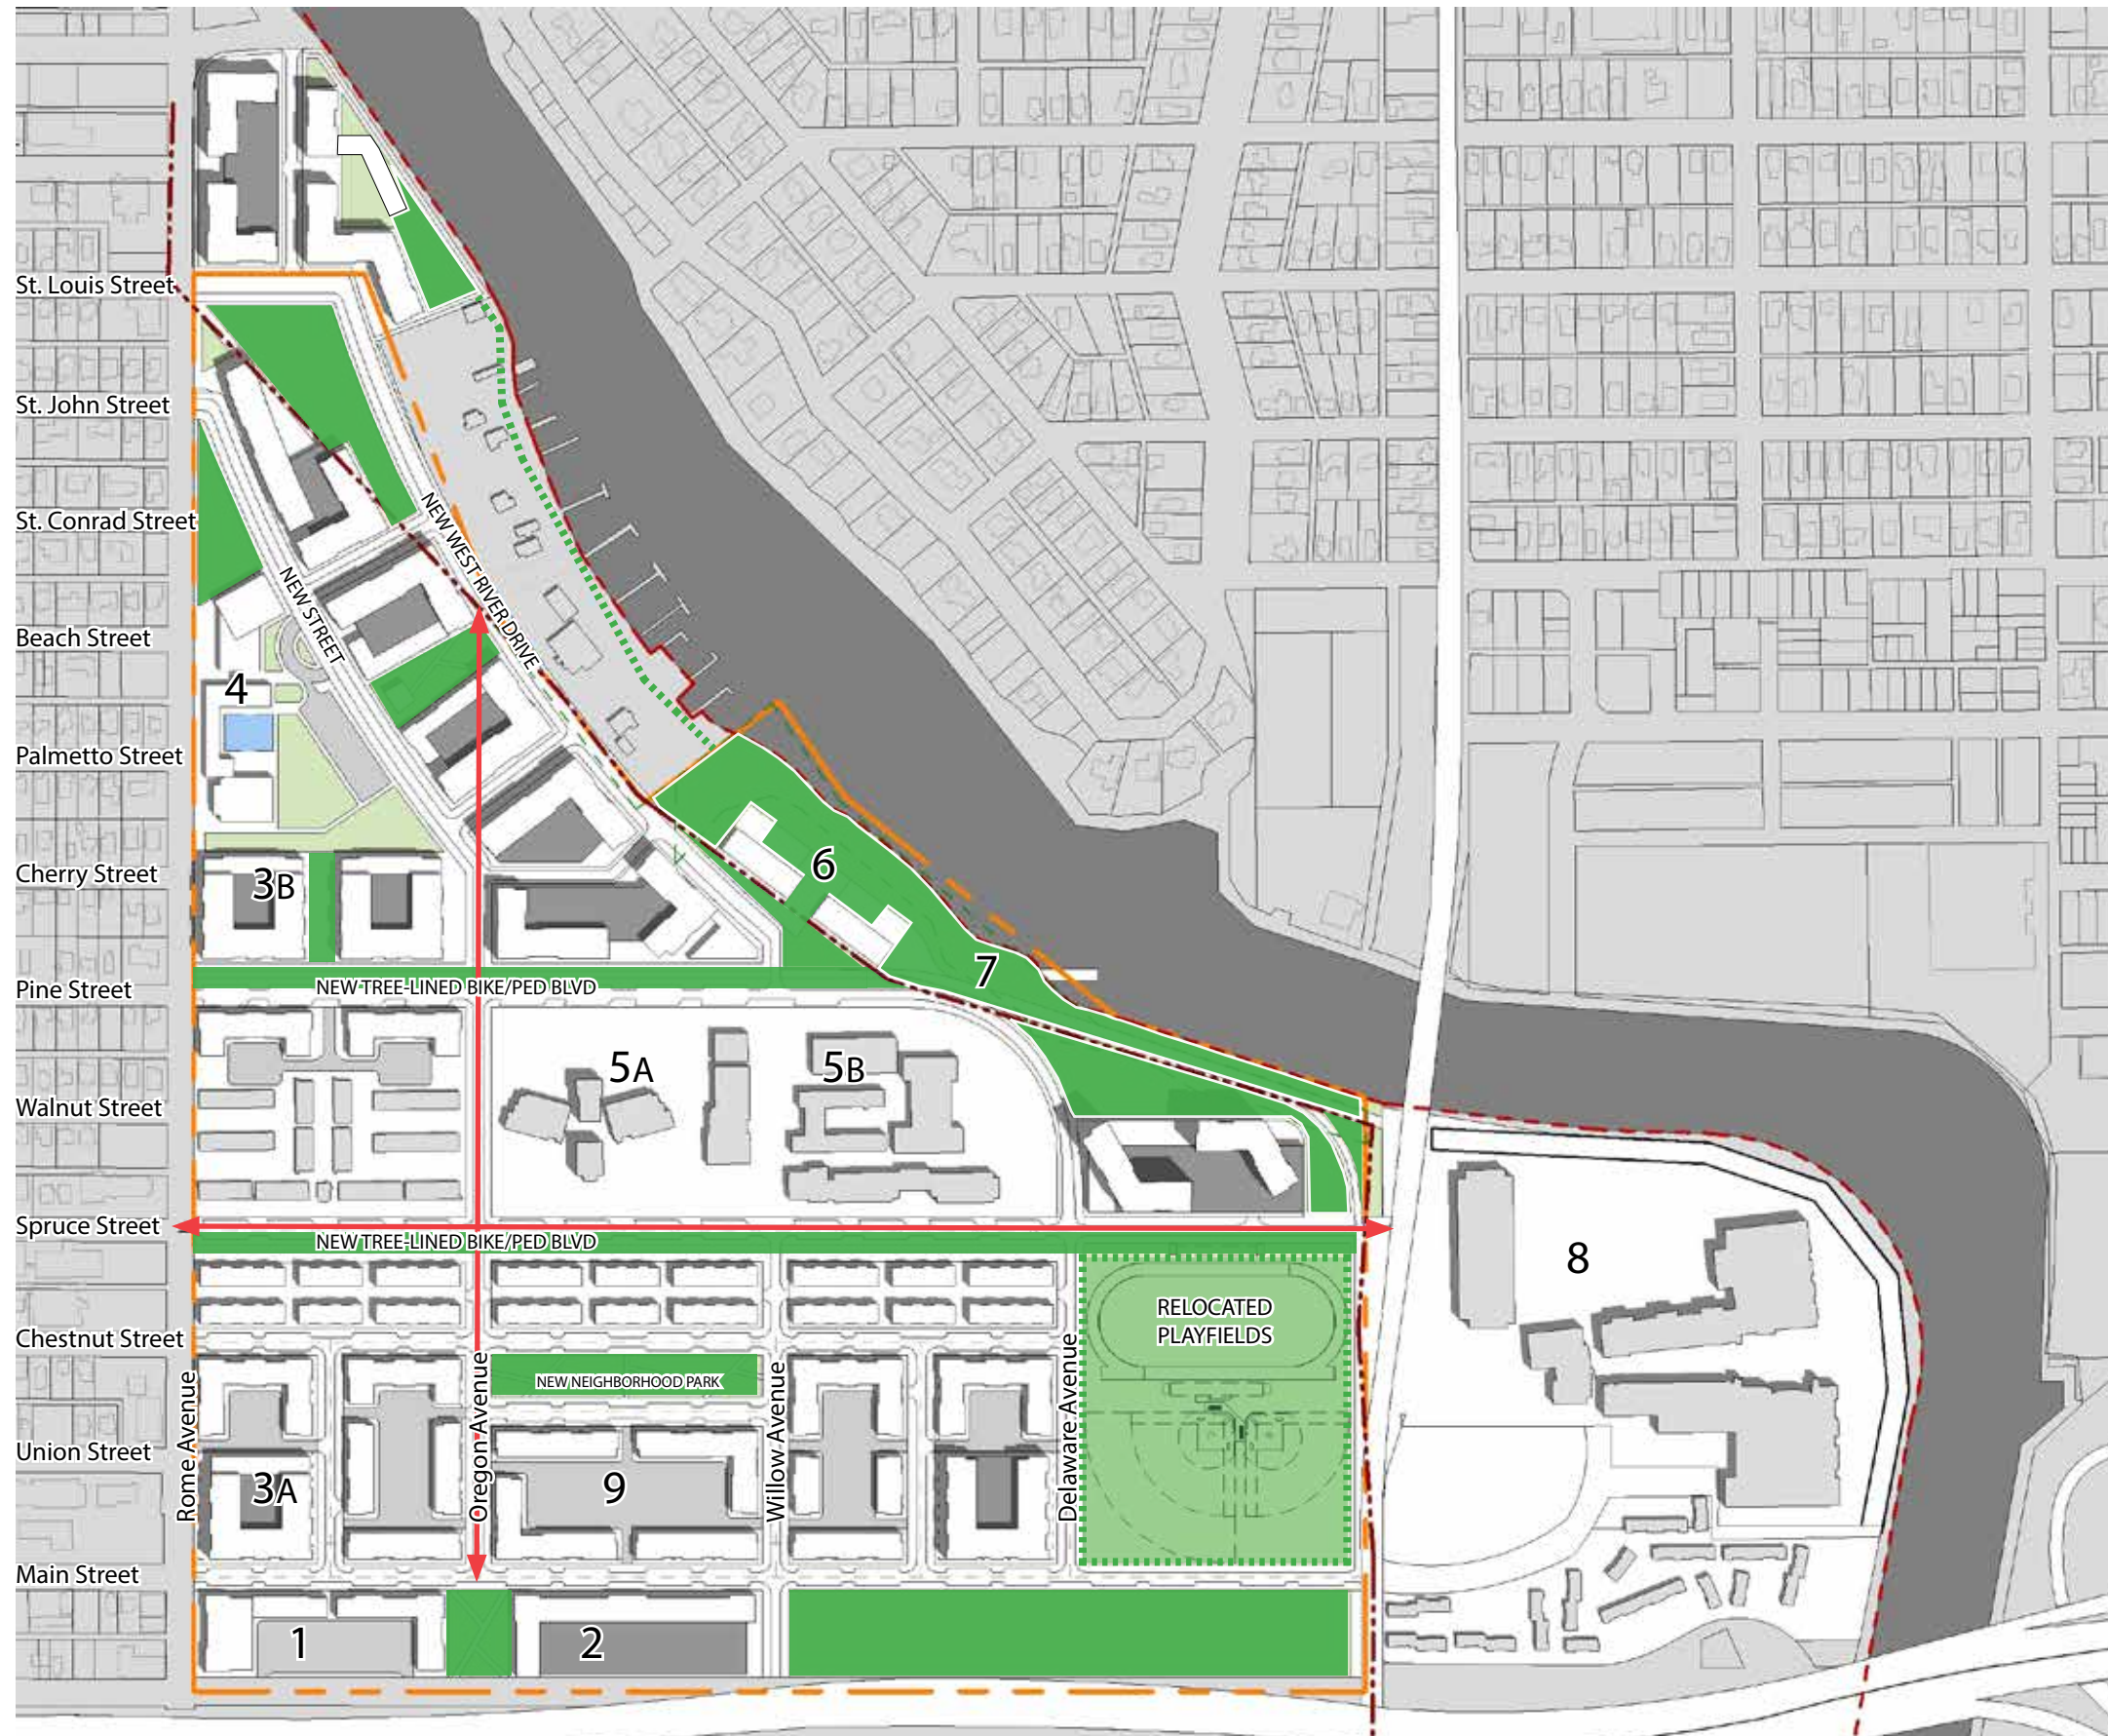 St. Louis Street
St. John Street
NEW WEST RIVER DRIVE
St. Conrad Street
NEW STREET
Beach Street
4
Palmetto Street
6
Cherry Street
3B
7
Pine Street
NEW TREE-LINED BIKE/PED BLVD
5A
5B
Walnut Street
Spruce Street
NEW TREE-LINED BIKE/PED BLVD
8
RELOCATED
PLAYFIELDS
Chestnut Street
NEW NEIGHBORHOOD PARK
Rome Avenue
Oregon Avenue
Willow Avenue
Delaware Avenue
Union Street
3A
9
Main Street
1
2